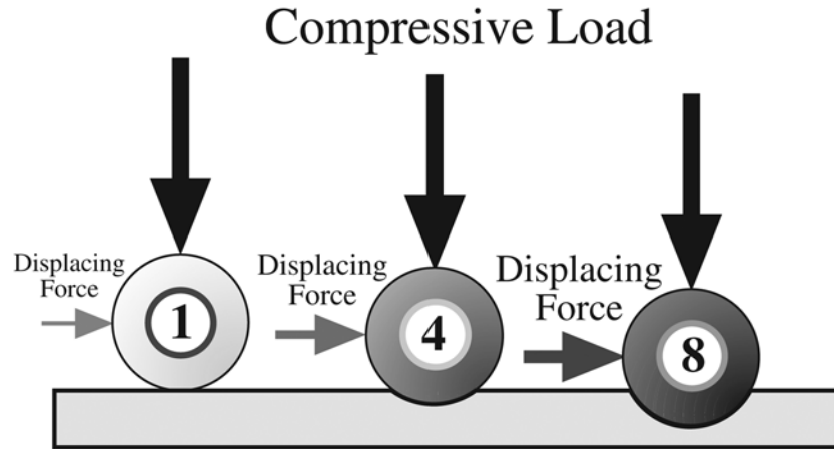 Compressive Load
Displacing
Force
1
Displacing
Force
4
Displacing
Force
8